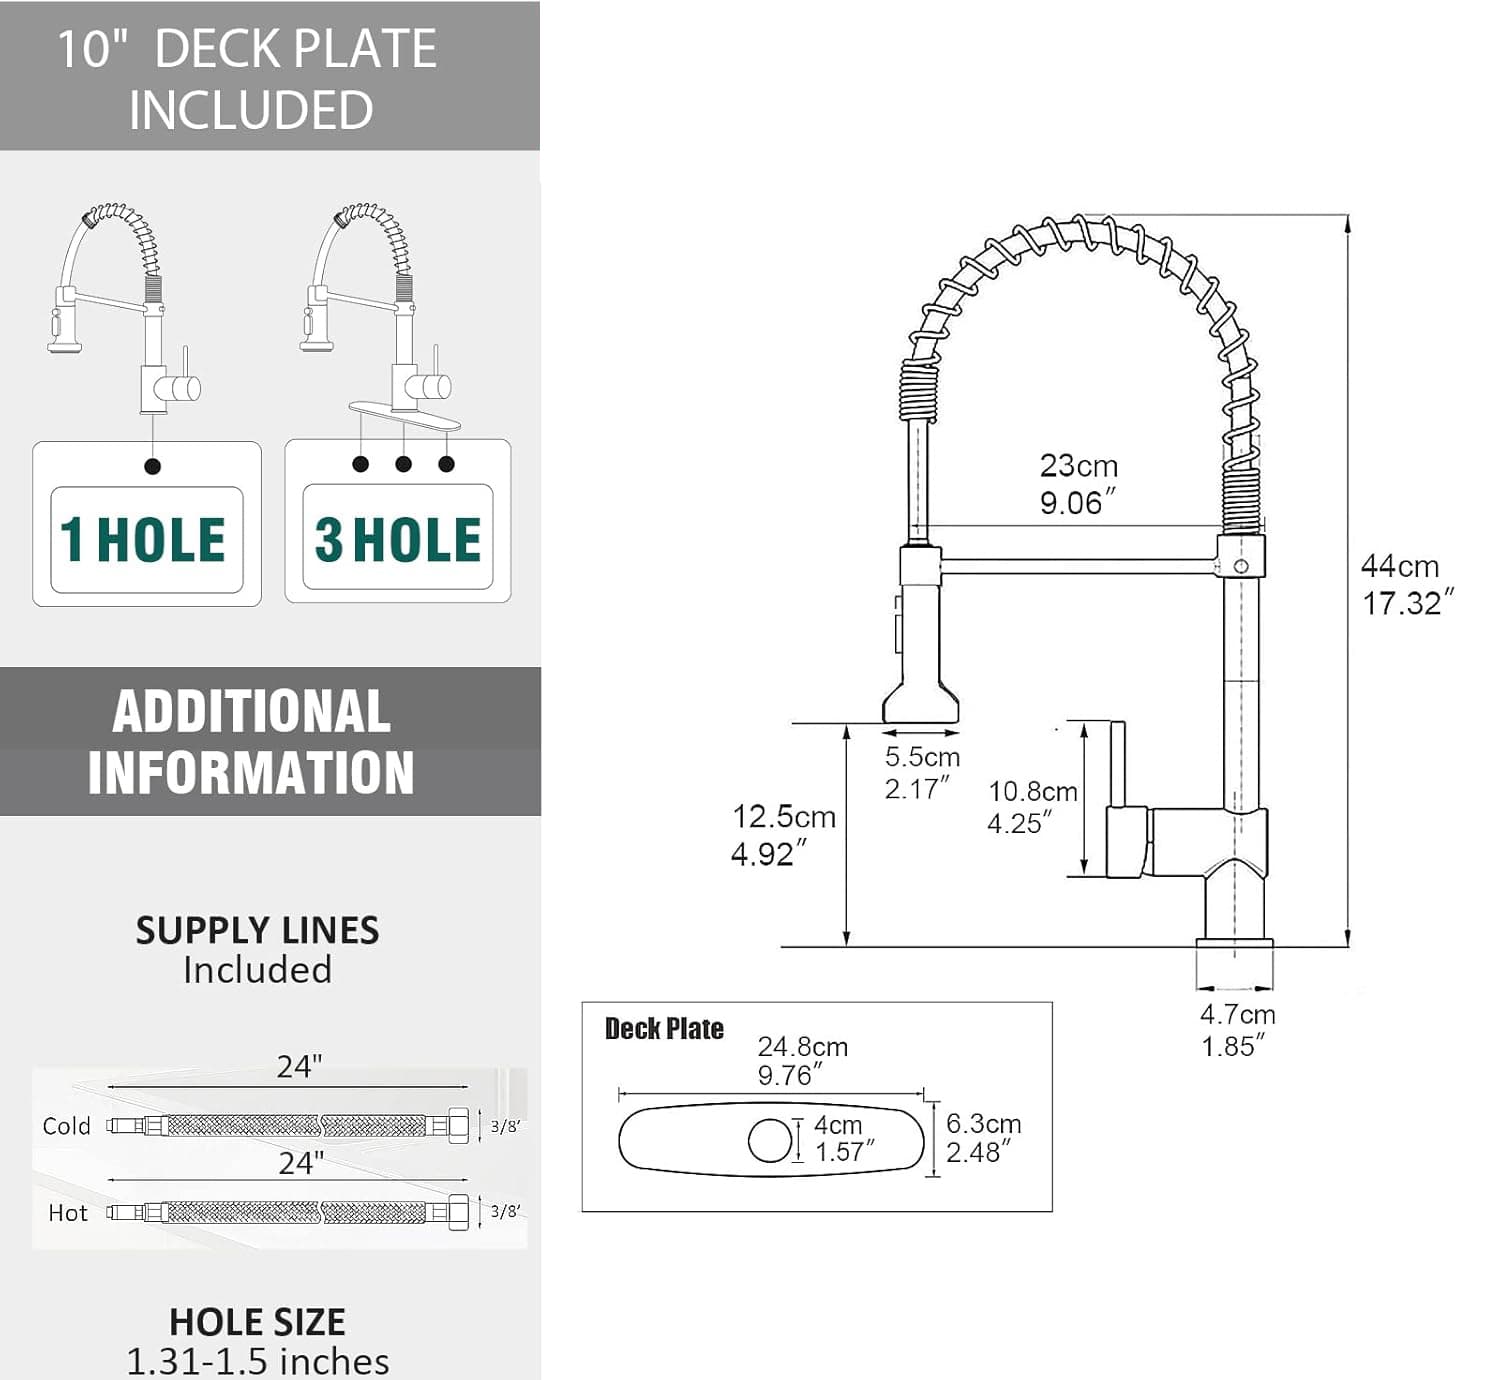 10" DECK PLATE
INCLUDED
1 HOLE
3 HOLE
ADDITIONAL
INFORMATION
SUPPLY LINES
Included
24"
Cold
3/8'
24"
Hot
3/8'
HOLE SIZE
1.31-1.5 inches
23cm
9.06"
44cm
17.32"
5.5cm
2.17"
10.8cm
4.25"
12.5cm
4.92"
4.7cm
1.85"
Deck Plate
24.8cm
9.76"
4cm
1.57"
6.3cm
2.48"